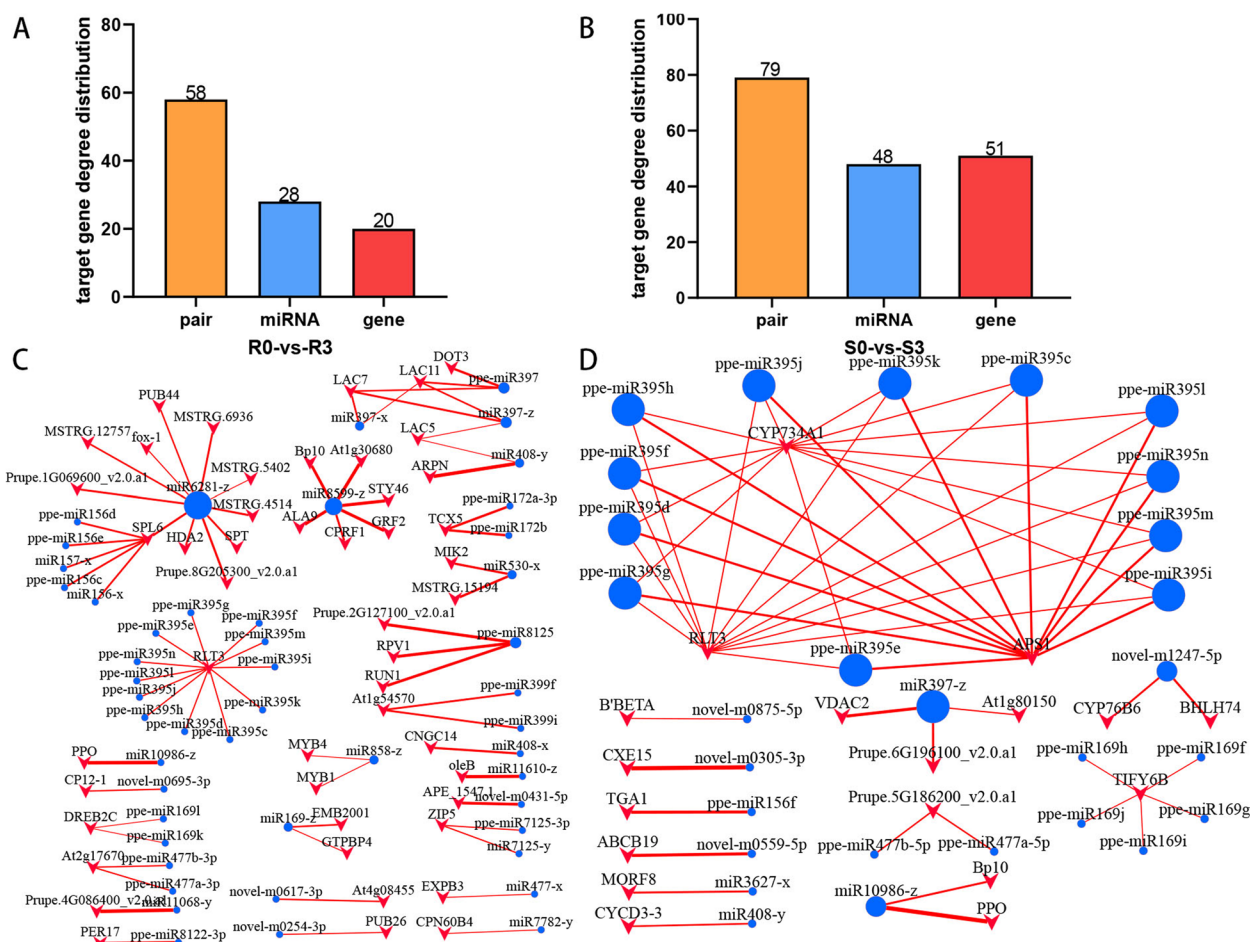 A
target gene degree distribution
80
60
40
20
0
58
28
20
pair
miRNA
gene
R0-vs-R3
B
target gene degree distribution
100
80
60
40
20
0
79
48
51
pair
miRNA
gene
S0-vs-S3
C
PUB44
MSTRG.6936
MSTRG.12757
fox-1
MSTRG.5402
Prupe.1G069600_v2.0.a1
miR6281-z
MSTRG.4514
ppe-miR156d
SPL6
ppe-miR156e
HDA2
SPT
miR157-x
ppe-miR156c
Prupe.8G205300_v2.0.a1
miR156-x
Bp10
At1g30680
miR8599-z
STY46
ALA9
CPRF1
GRF2
DOT3
LAC11
LAC7
ppe-miR397
miR397-x
miR397-z
LAC5
miR408-y
ARPN
ppe-miR172a-3p
TCX5
ppe-miR172b
MIK2
miR530-x
MSTRG.15194
Prupe.2G127100_v2.0.a1
ppe-miR8125
RPV1
RUN1
At1g54570
ppe-miR399f
ppe-miR399i
ppe-miR395g
ppe-miR395e
ppe-miR395f
ppe-miR395m
ppe-miR395n
RLT3
ppe-miR395i
ppe-miR395l
ppe-miR395j
ppe-miR395h
ppe-miR395k
ppe-miR395d
ppe-miR395c
CNGC14
miR408-x
PPO
miR10986-z
MYB4
miR858-z
MYB1
oleB
miR11610-z
CP12-1
novel-m0695-3p
APE_1547.1
novel-m0431-5p
DREB2C
ppe-miR169l
ppe-miR169k
miR169-z
EMB2001
GTPBP4
ZIP5
ppe-miR7125-3p
miR7125-y
At2g17670
ppe-miR477b-3p
ppe-miR477a-3p
Prupe.4G086400_v2.0.a1
miR11068-y
novel-m0617-3p
At4g08455
EXPB3
miR477-x
PER17
ppe-miR8122-3p
novel-m0254-3p
PUB26
CPN60B4
miR7782-y
D
ppe-miR395j
ppe-miR395k
ppe-miR395c
ppe-miR395h
ppe-miR395l
CYP734A1
ppe-miR395f
ppe-miR395n
ppe-miR395d
ppe-miR395m
ppe-miR395g
ppe-miR395i
RLT3
ppe-miR395e
APS1
novel-m1247-5p
CYP76B6
BHLH74
miR397-z
VDAC2
At1g80150
Prupe.6G196100_v2.0.a1
B'BETA
novel-m0875-5p
CXE15
novel-m0305-3p
TGA1
ppe-miR156f
ABCB19
novel-m0559-5p
MORF8
miR3627-x
CYCD3-3
miR408-y
Prupe.5G186200_v2.0.a1
ppe-miR477b-5p
ppe-miR477a-5p
Bp10
miR10986-z
PPO
ppe-miR169h
ppe-miR169f
TIFY6B
ppe-miR169j
ppe-miR169g
ppe-miR169i